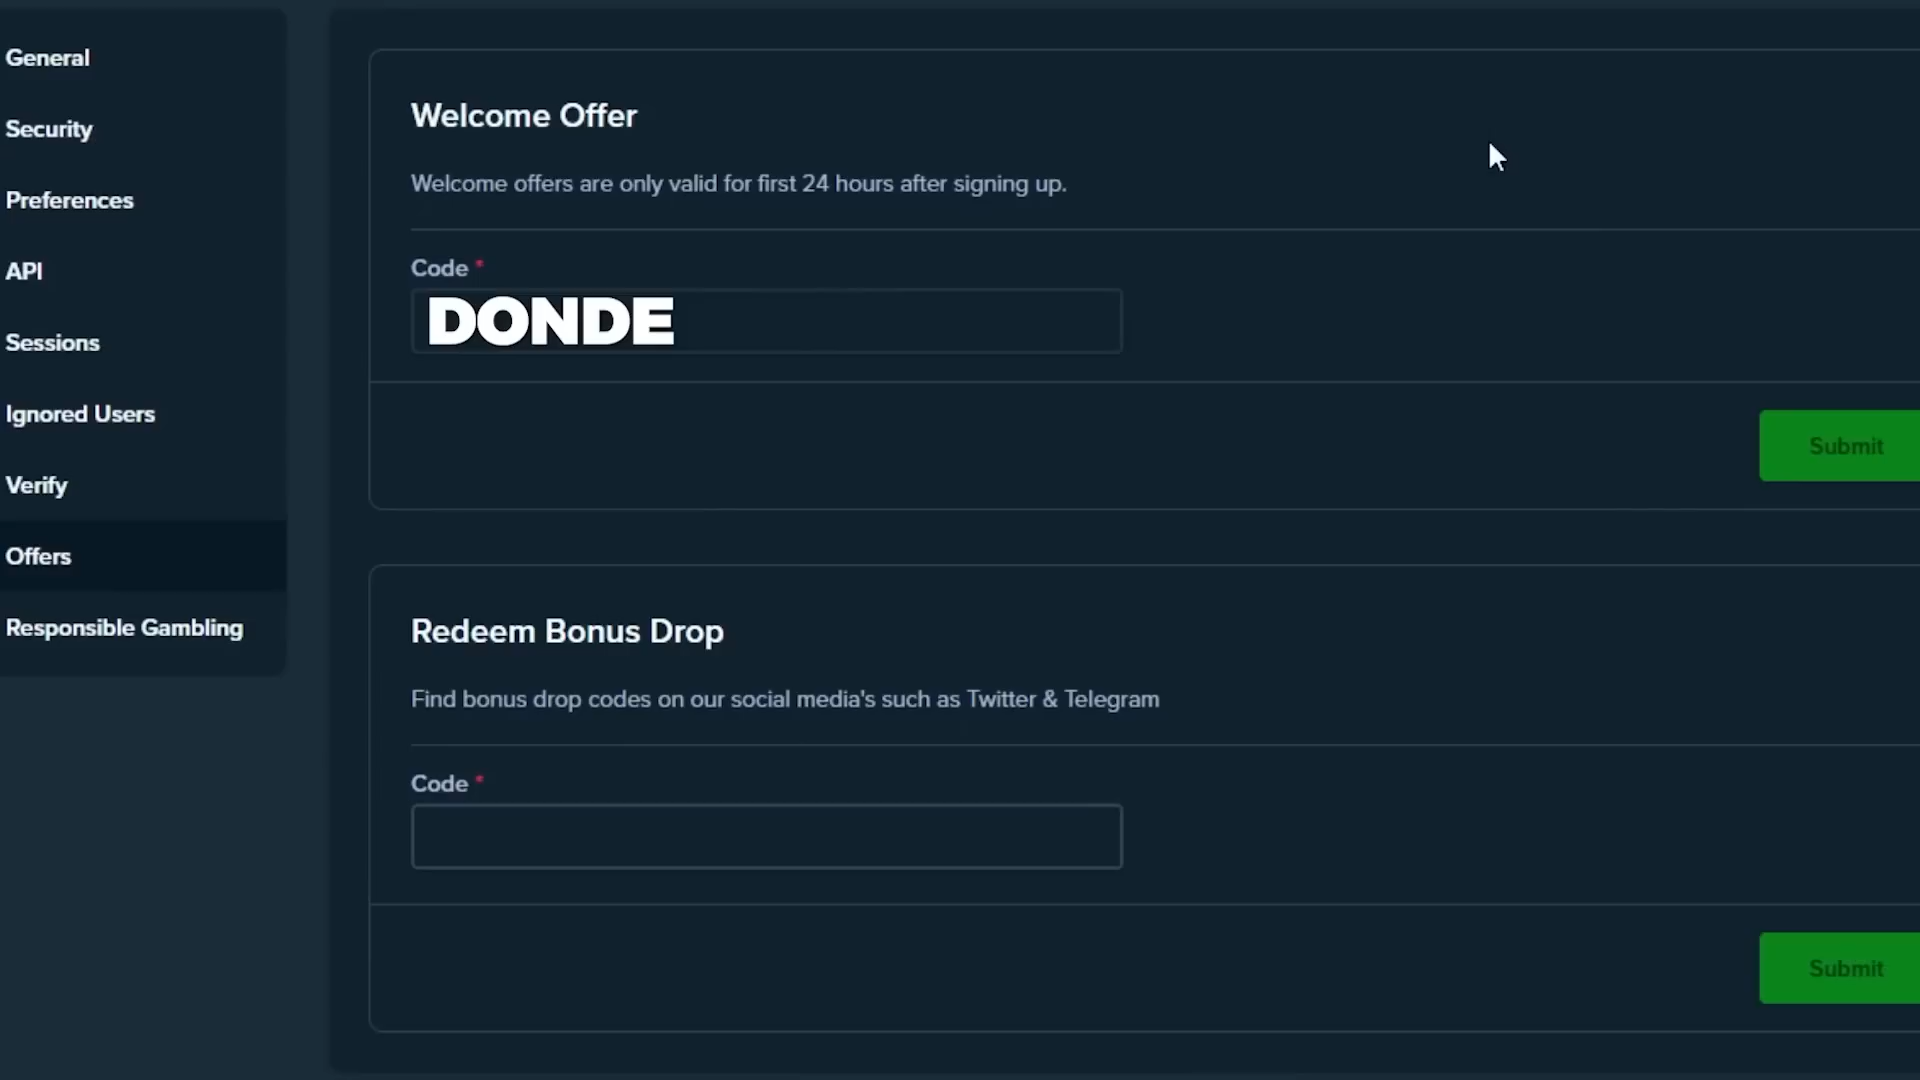 General
Security
Preferences
API
Sessions
Ignored Users
Verify
Offers
Responsible Gambling
Welcome Offer
Welcome offers are only valid for first 24 hours after signing up.
Code *
DONDE
Submit
Redeem Bonus Drop
Find bonus drop codes on our social media's such as Twitter & Telegram
Code *
Submit